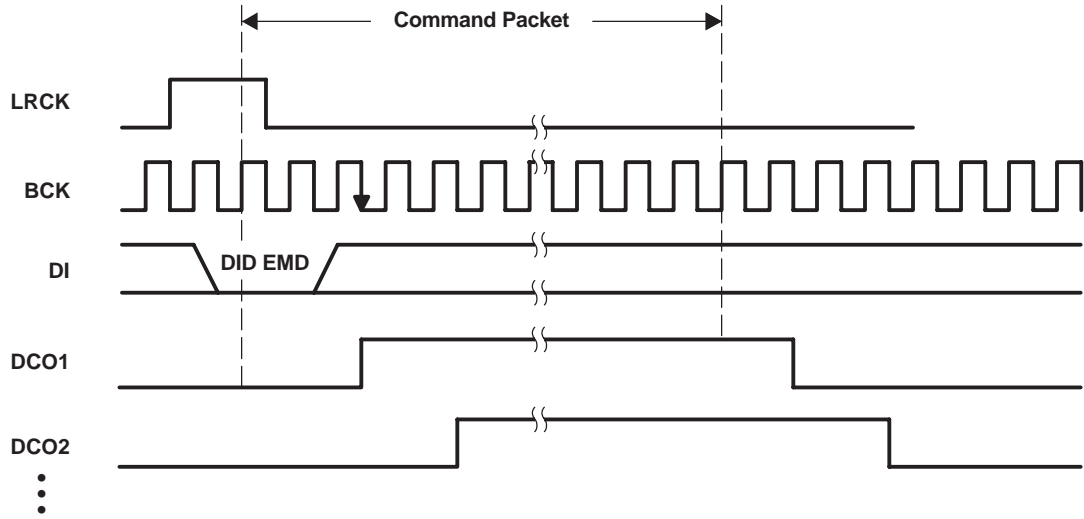 Command Packet
LRCK
BCK
DI
DID EMD
DCO1
DCO2